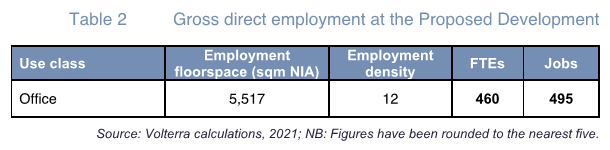 Table 2 Gross direct employment at the Proposed Development
Use class Employment floorspace (sqm NIA) Employment density FTEs Jobs
Office 5,517 12 460 495
Source: Volterra calculations, 2021; NB: Figures have been rounded to the nearest five.